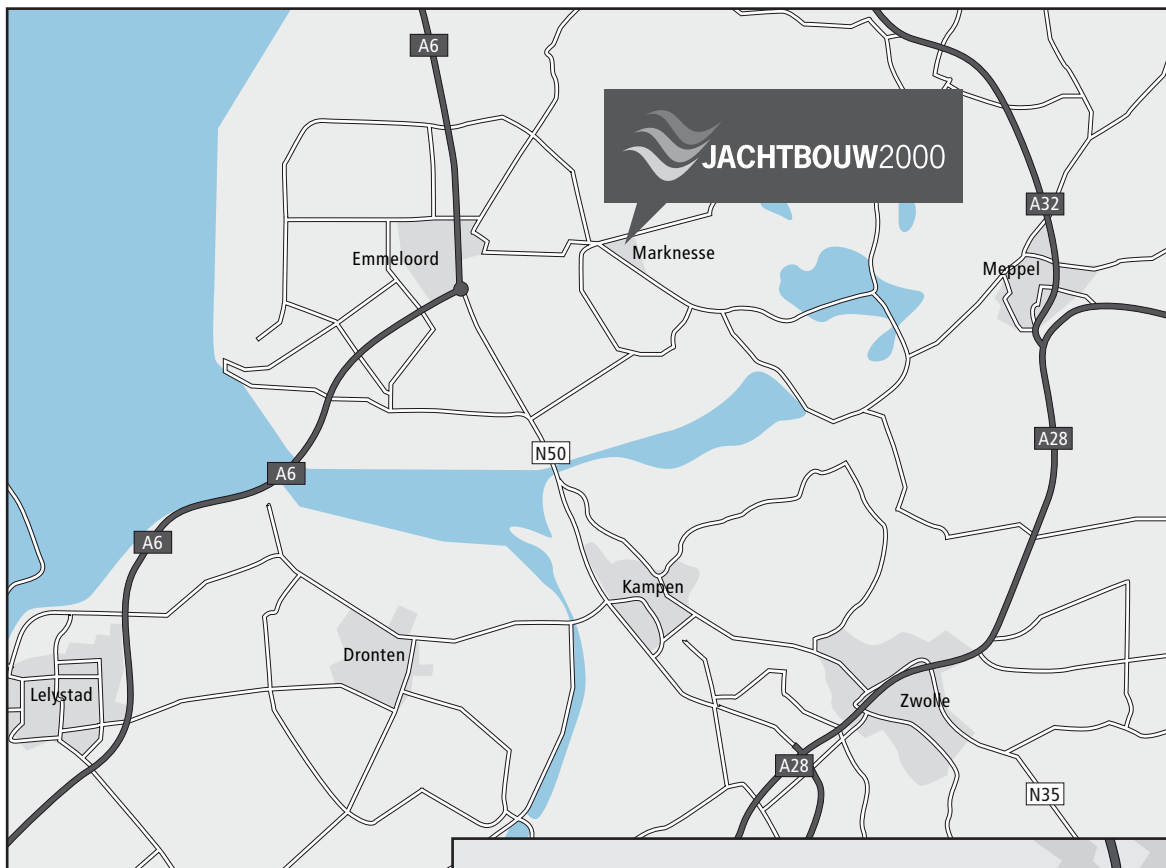 A6
JACHTBOUW2000
A32
Emmeloord
Marknesse
Meppel
A28
N50
A6
A6
Kampen
Dronten
Lelystad
Zwolle
A28
N35